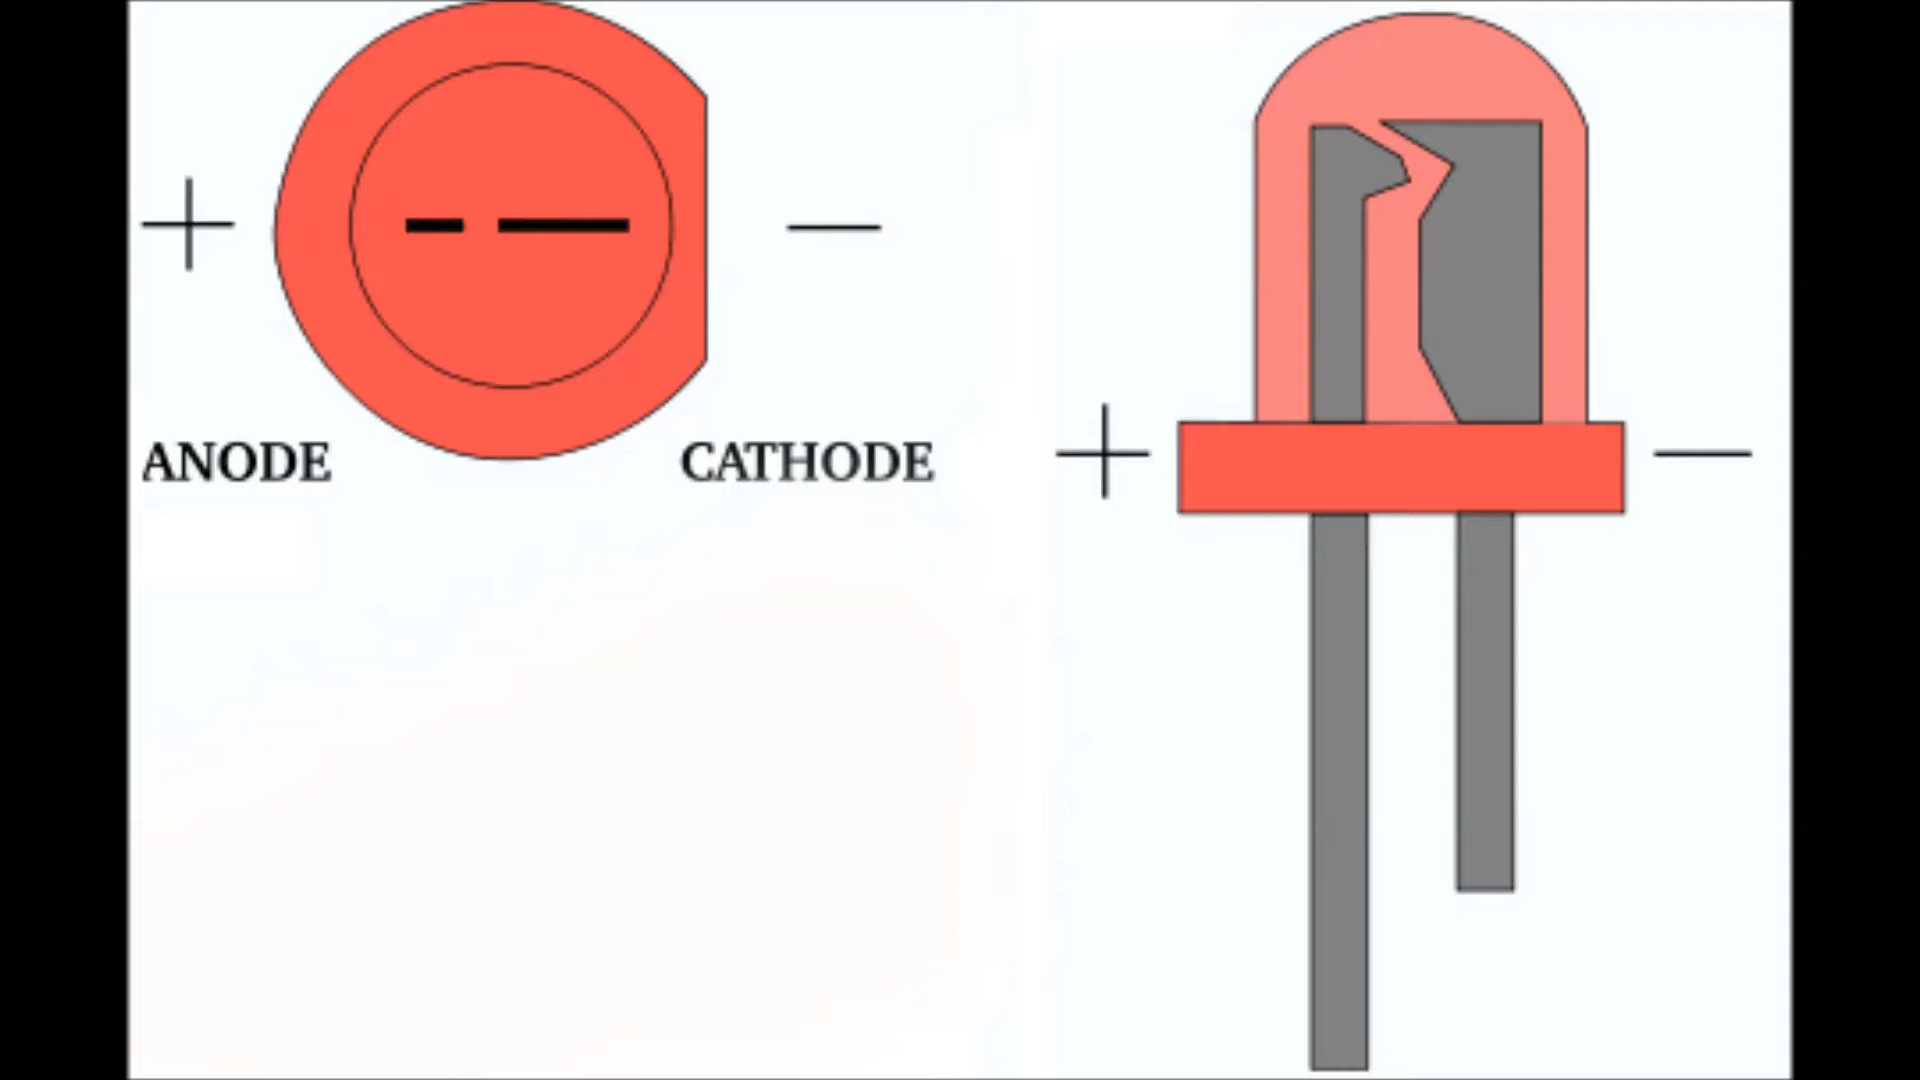 + −
ANODE CATHODE
+ −